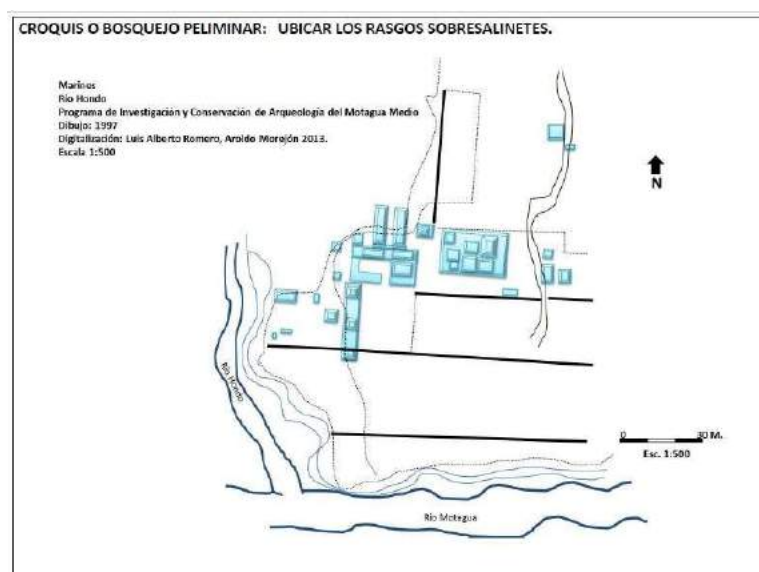 CROQUIS O BOSQUEJO PELIMINAR: UBICAR LOS RASGOS SOBRESALINETES.
Marines
Río Hondo
Programa de Investigación y Conservación de Arqueología del Motagua Medio
Dibujo: 1997
Digitalización: Luis Alberto Romero, Aroldo Morejón 2013.
Escala 1:500
N
Río Hondo
0 30 M.
Esc. 1:500
Río Motagua